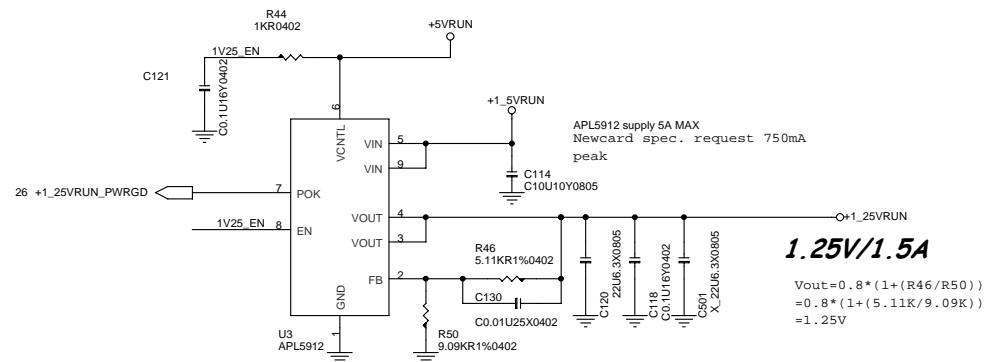 R44
1KR0402
+5VRUN
1V25_EN
C121
C0.1U16Y0402
6
VCNTL
+1_5VRUN
APL5912 supply 5A MAX
Newcard spec. request 750mA
peak
VIN
5
VIN
9
C114
C10U10Y0805
26 +1_25VRUN_PWRGD
7
POK
1V25_EN
8
EN
VOUT
4
VOUT
3
+1_25VRUN
R46
5.11KR1%0402
FB
2
C130
C0.01U25X0402
GND
1
U3
APL5912
R50
9.09KR1%0402
C120
22U6.3X0805
C118
C0.1U16Y0402
C501
X_22U6.3X0805
1.25V/1.5A
Vout=0.8*(1+(R46/R50))
=0.8*(1+(5.11K/9.09K))
=1.25V